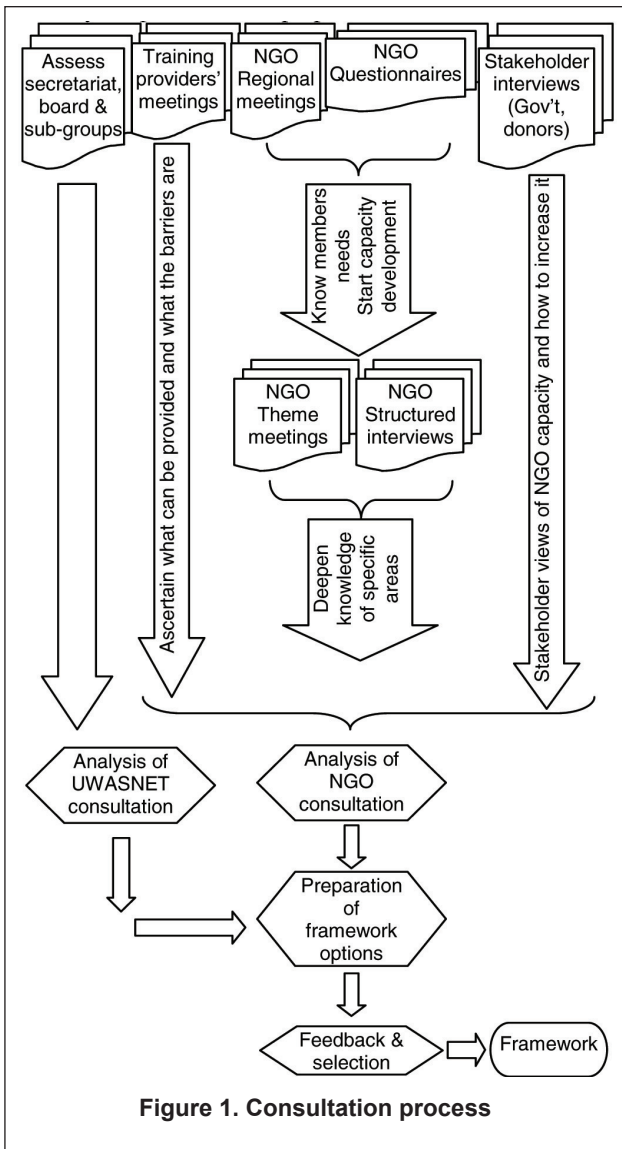 Assess
secretariat,
board &
sub-groups
Training
providers'
meetings
NGO
Regional
meetings
NGO
Questionnaires
Stakeholder
interviews
(Gov't,
donors)
Ascertain what can be provided and what the barriers are
Know members
needs
Start capacity
development
Stakeholder views of NGO capacity and how to increase it
NGO
Theme
meetings
NGO
Structured
interviews
Deepen
knowledge
of specific
areas
Analysis of
UWASNET
consultation
Analysis of
NGO
consultation
Preparation
of
framework
options
Feedback &
selection
Framework
Figure 1. Consultation process